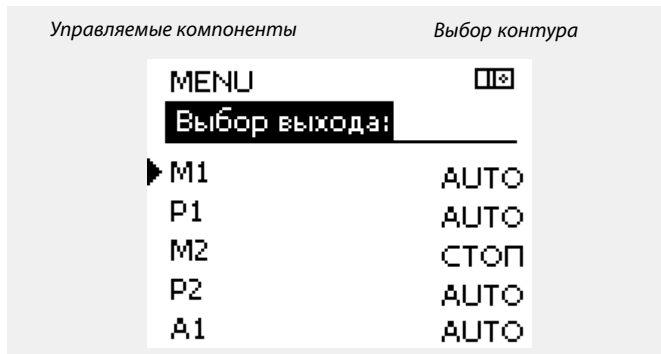 Управляемые компоненты Выбор контура
MENU
Выбор выхода:
M1 AUTO
P1 AUTO
M2 СТОП
P2 AUTO
A1 AUTO